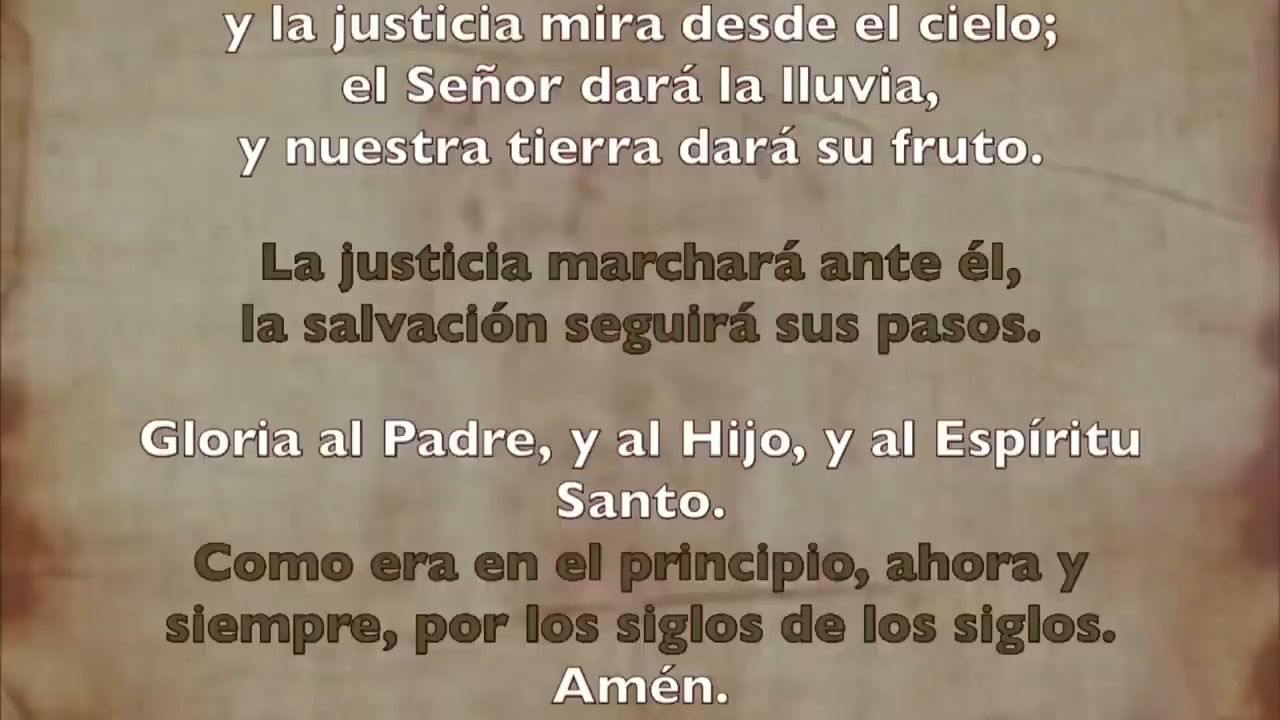 y la justicia mira desde el cielo;
el Señor dará la lluvia,
y nuestra tierra dará su fruto.
La justicia marchará ante él,
la salvación seguirá sus pasos.
Gloria al Padre, y al Hijo, y al Espíritu
Santo.
Como era en el principio, ahora y
siempre, por los siglos de los siglos.
Amén.